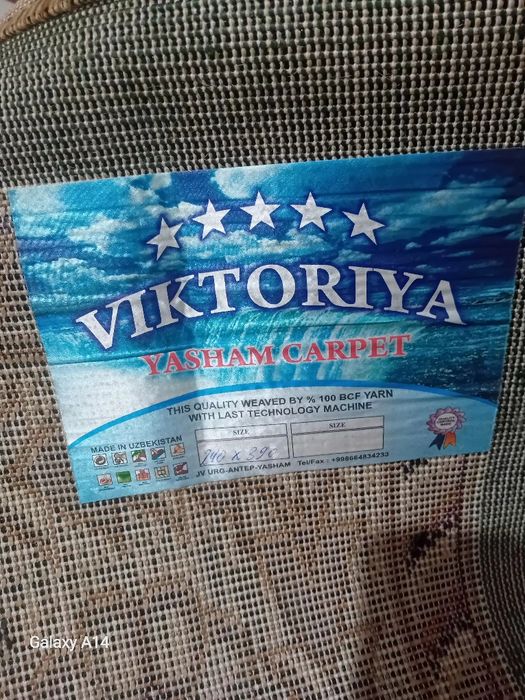 VIKTORIYA
YASHAM CARPET
THIS QUALITY WEAVED BY % 100 BCF YARN
WITH LAST TECHNOLOGY MACHINE
MADE IN UZBEKISTAN
SIZE
SIZE
JV URG-ANTEP-YASHAM Tel/Fax : +998664834233
Galaxy A14